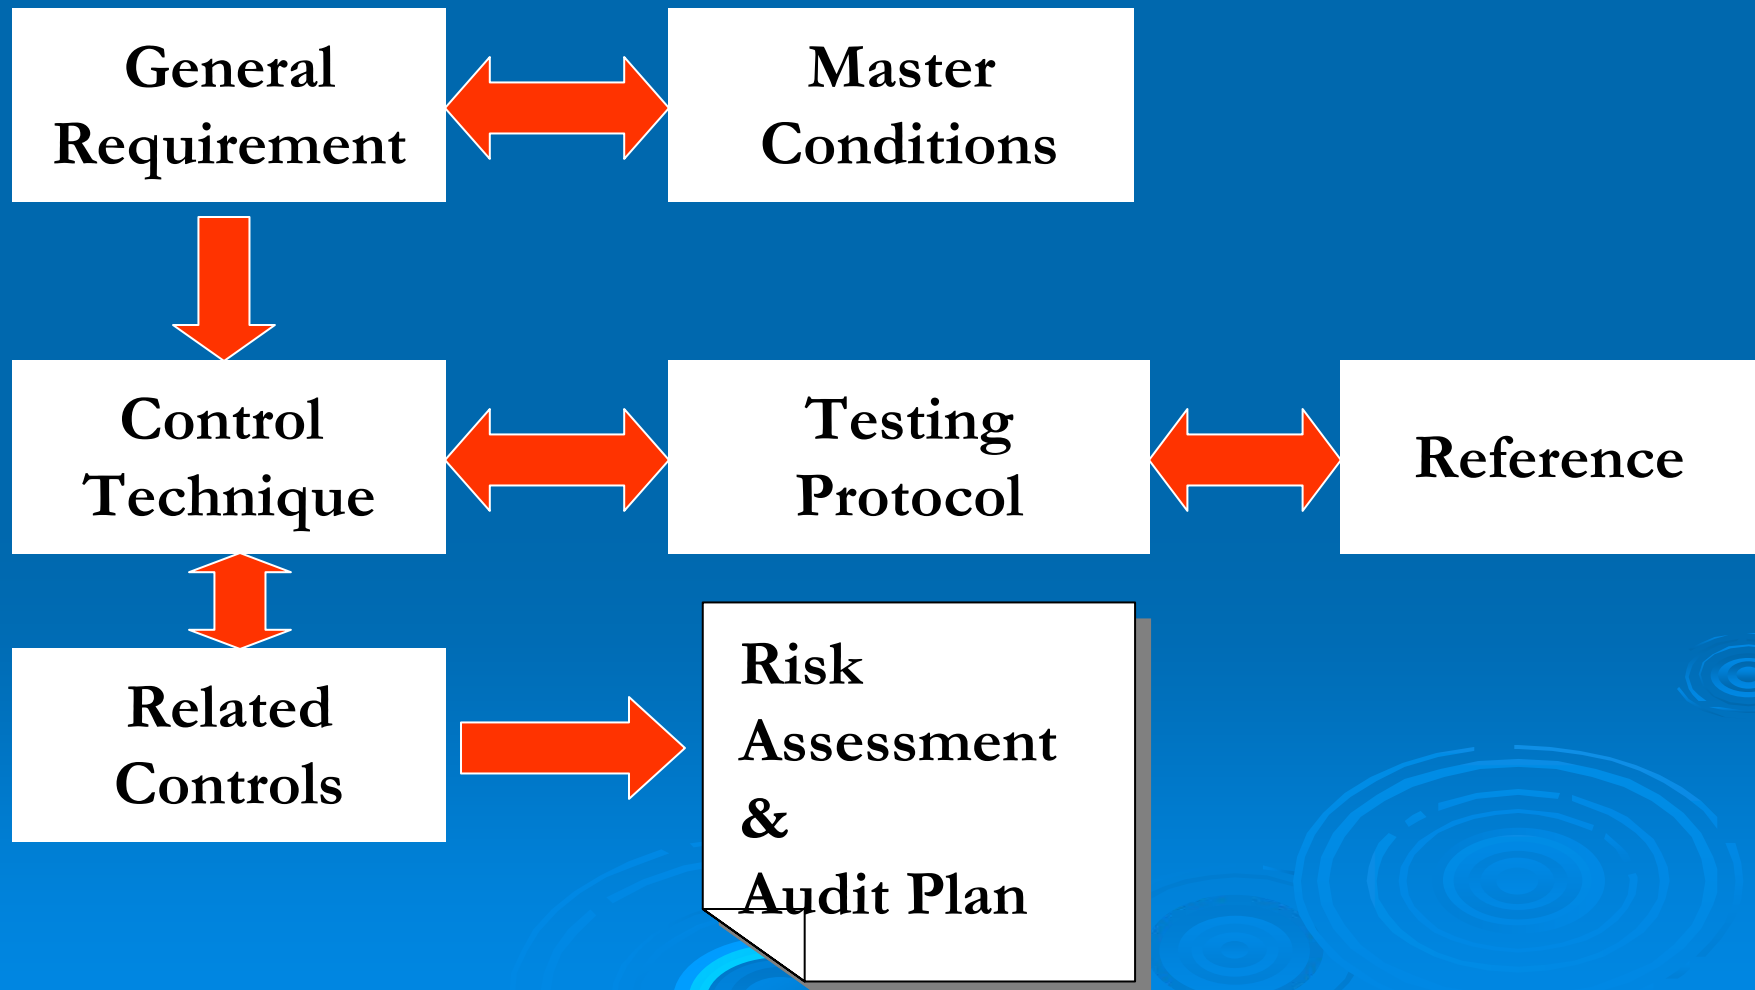 General
Requirement
Master
Conditions
Control
Technique
Testing
Protocol
Reference
Related
Controls
Risk
Assessment
&
Audit Plan